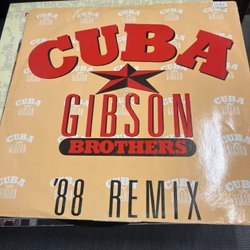 CUBA
GIBSON
BROTHERS
'88 REMIX